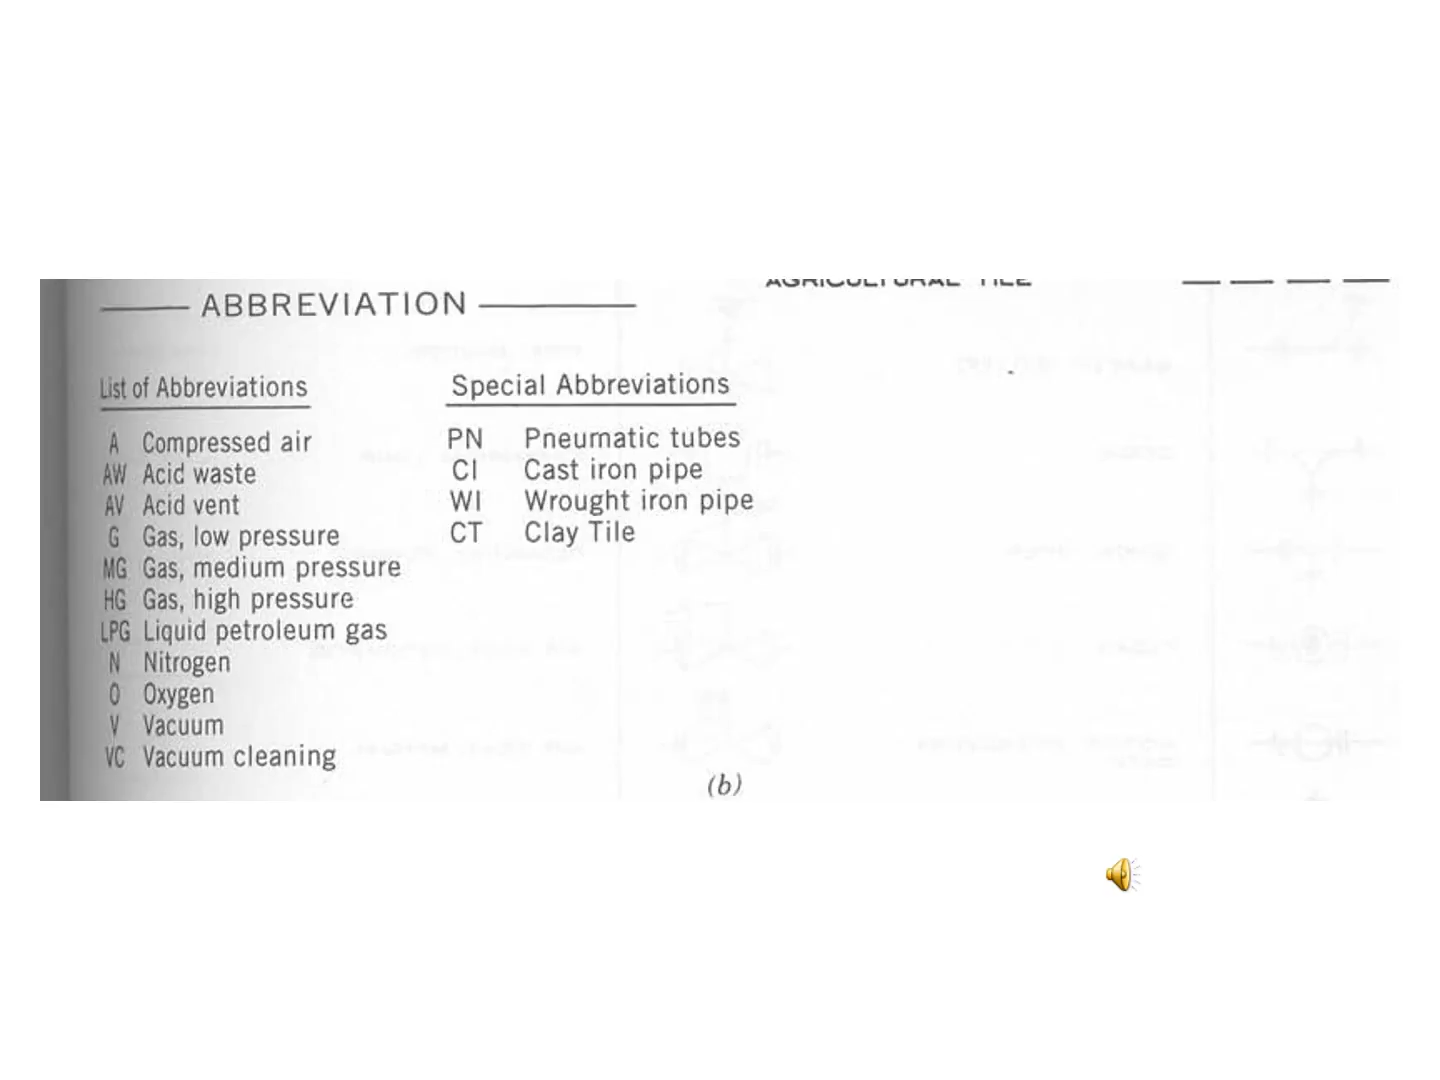 AGRICULTURAL TILE
ABBREVIATION
List of Abbreviations
A Compressed air
AW Acid waste
AV Acid vent
G Gas, low pressure
MG Gas, medium pressure
HG Gas, high pressure
LPG Liquid petroleum gas
N Nitrogen
O Oxygen
V Vacuum
VC Vacuum cleaning
Special Abbreviations
PN Pneumatic tubes
CI Cast iron pipe
WI Wrought iron pipe
CT Clay Tile
(b)